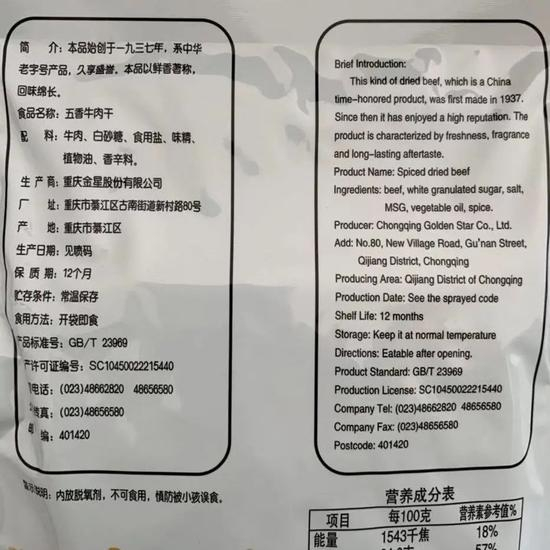 简 介：本品始创于一九三七年，系中华
老字号产品，久享盛誉。本品以鲜香著称，
回味绵长。
食品名称：五香牛肉干
配 料：牛肉、白砂糖、食用盐、味精、
植物油、香辛料。
生 产 商：重庆金星股份有限公司
厂 址：重庆市綦江区古南街道新村路80号
产 地：重庆市綦江区
生产日期：见喷码
保 质 期：12个月
贮存条件：常温保存
食用方法：开袋即食
产品标准号：GB/T 23969
产许可证编号：SC10450022215440
电话：(023)48662820 48656580
传真：(023)48656580
邮 编：401420
说明：内放脱氧剂，不可食用，慎防被小孩误食。
Brief Introduction:
This kind of dried beef, which is a China
time-honored product, was first made in 1937.
Since then it has enjoyed a high reputation. The
product is characterized by freshness, fragrance
and long-lasting aftertaste.
Product Name: Spiced dried beef
Ingredients: beef, white granulated sugar, salt,
MSG, vegetable oil, spice.
Producer: Chongqing Golden Star Co., Ltd.
Add: No.80, New Village Road, Gu'nan Street,
Qijiang District, Chongqing
Producing Area: Qijiang District of Chongqing
Production Date: See the sprayed code
Shelf Life: 12 months
Storage: Keep it at normal temperature
Directions: Eatable after opening.
Product Standard: GB/T 23969
Production License: SC10450022215440
Company Tel: (023)48662820 48656580
Company Fax: (023)48656580
Postcode: 401420
营养成分表
项目 每100克 营养素参考值%
能量 1543千焦 18%
57%